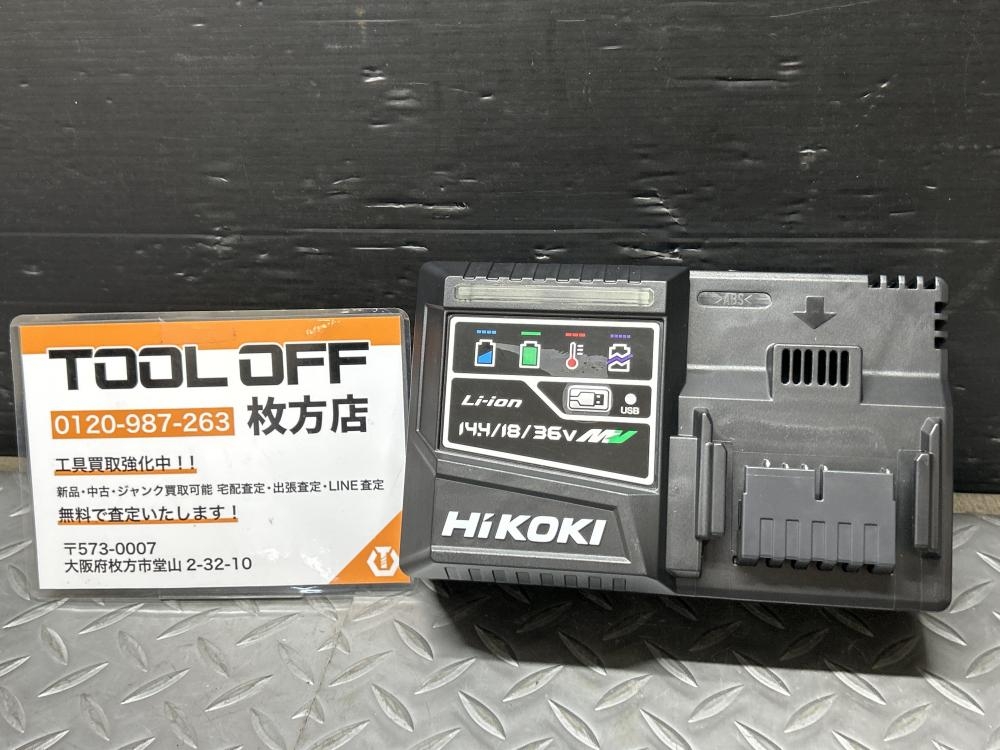 TOOL OFF
0120-987-263 枚方店
工具買取強化中！！
新品・中古・ジャンク買取可能 宅配査定・出張査定・LINE査定
無料で査定いたします！
〒573-0007
大阪府枚方市堂山 2-32-10
Li-ion
USB
14.4/18/36V MV
HiKOKI
>ABS<